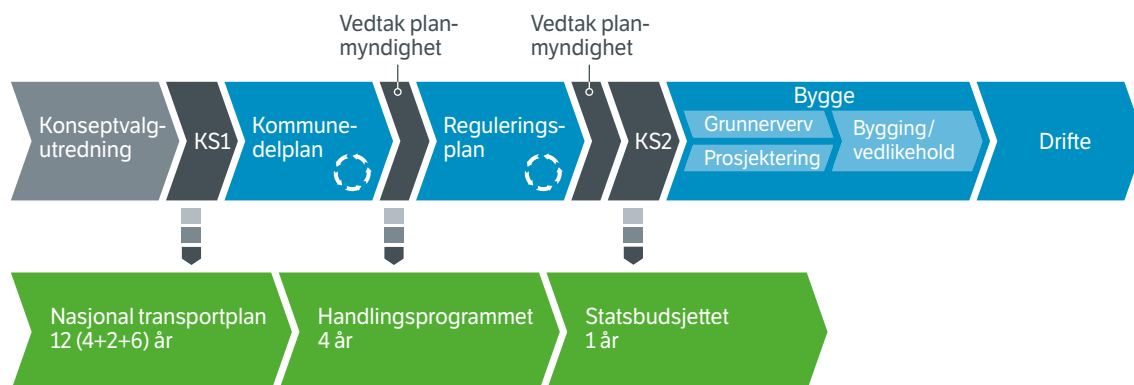 Vedtak plan-
myndighet
Vedtak plan-
myndighet
Konseptvalg-
utredning
KS1
Kommune-
delplan
Regulerings-
plan
KS2
Bygge
Grunnerverv
Prosjektering
Bygging/
vedlikehold
Drifte
Nasjonal transportplan
12 (4+2+6) år
Handlingsprogrammet
4 år
Statsbudsjettet
1 år